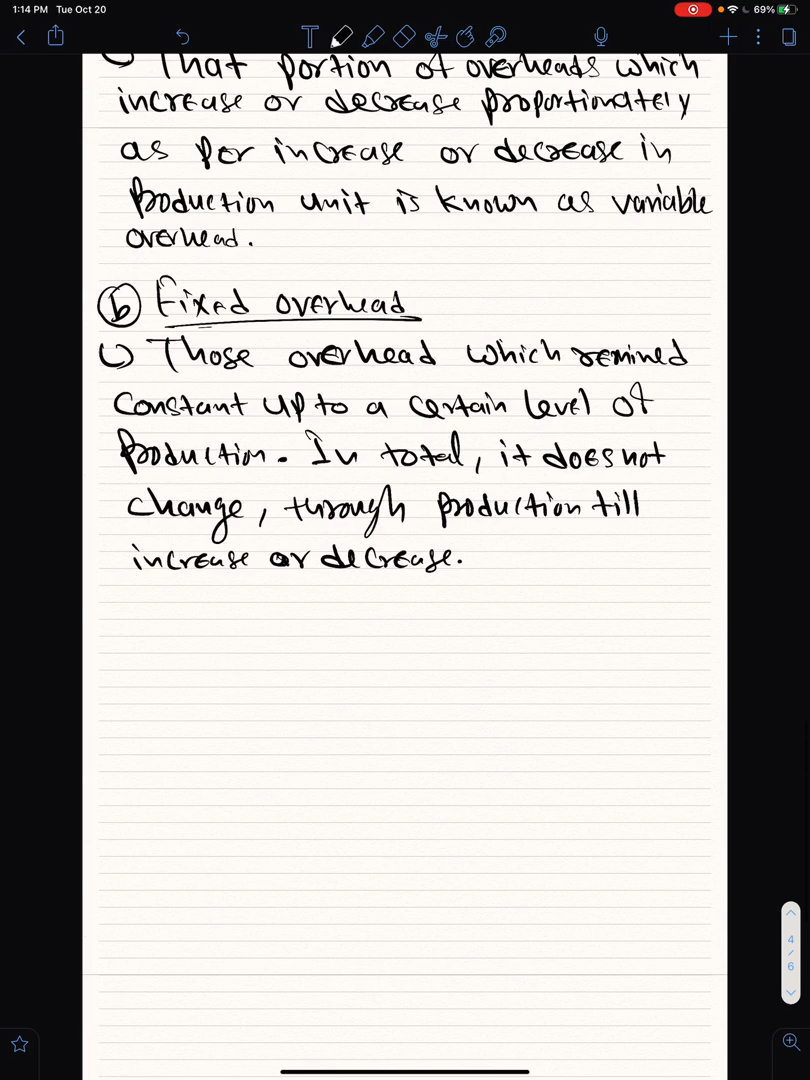 1:14 PM Tue Oct 20
69%
That portion of overheads which
increase or decrease proportionately
as per increase or decrease in
Production unit is known as variable
overhead.
b Fixed overhead
Those overhead which remined
Constant up to a certain level of
Production. In total, it does not
change, through production till
increase or decrease.
4
/
6